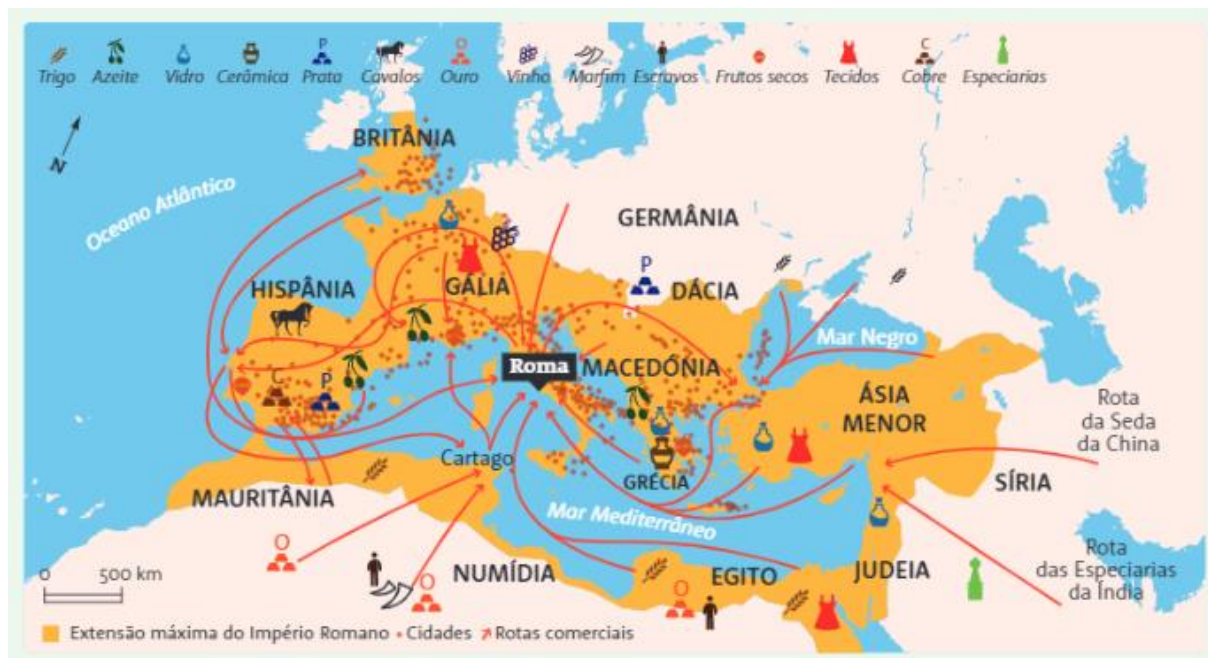 P
O
C
Trigo Azeite Vidro Cerâmica Prata Cavalos Ouro Vinho Marfim Escravos Frutos secos Tecidos Cobre Especiarias
N
BRITÂNIA
Oceano Atlântico
GERMÂNIA
HISPÂNIA
GÁLIA
P
DÁCIA
Mar Negro
Roma
MACEDÓNIA
C
P
ÁSIA
MENOR
Rota
da Seda
da China
Cartago
GRÉCIA
SÍRIA
MAURITÂNIA
Mar Mediterrâneo
O
O
NUMÍDIA
O
EGITO
JUDEIA
Rota
das Especiarias
da Índia
0 500 km
Extensão máxima do Império Romano Cidades Rotas comerciais